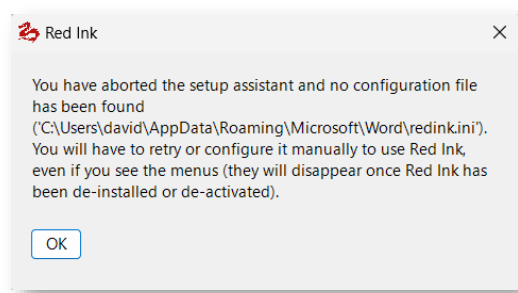 Red Ink
You have aborted the setup assistant and no configuration file
has been found
('C:\Users\david\AppData\Roaming\Microsoft\Word\redink.ini').
You will have to retry or configure it manually to use Red Ink,
even if you see the menus (they will disappear once Red Ink has
been de-installed or de-activated).
OK